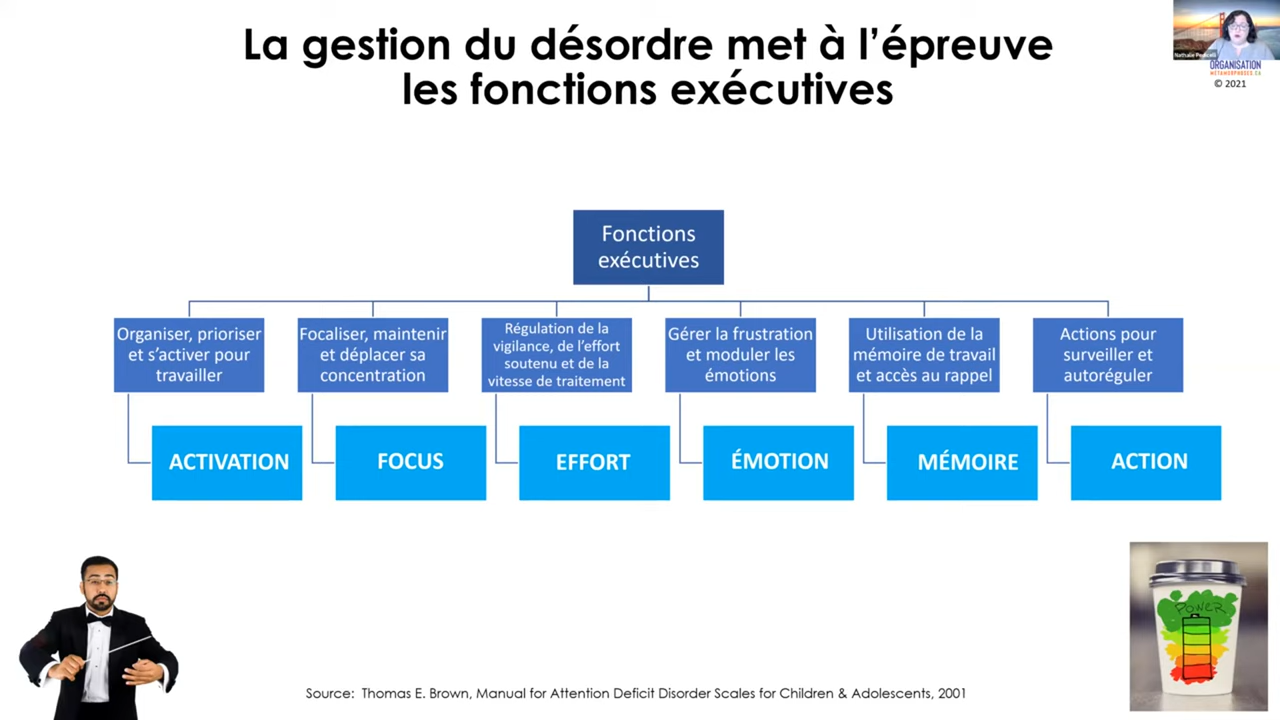 La gestion du désordre met à l’épreuve
les fonctions exécutives
ORGANISATION
METAMORPHOSES.CA
© 2021
Fonctions
exécutives
Organiser, prioriser
et s’activer pour
travailler
Focaliser, maintenir
et déplacer sa
concentration
Régulation de la
vigilance, de l’effort
soutenu et de la
vitesse de traitement
Gérer la frustration
et moduler les
émotions
Utilisation de la
mémoire de travail
et accès au rappel
Actions pour
surveiller et
autoréguler
ACTIVATION
FOCUS
EFFORT
ÉMOTION
MÉMOIRE
ACTION
POWER
Source: Thomas E. Brown, Manual for Attention Deficit Disorder Scales for Children & Adolescents, 2001